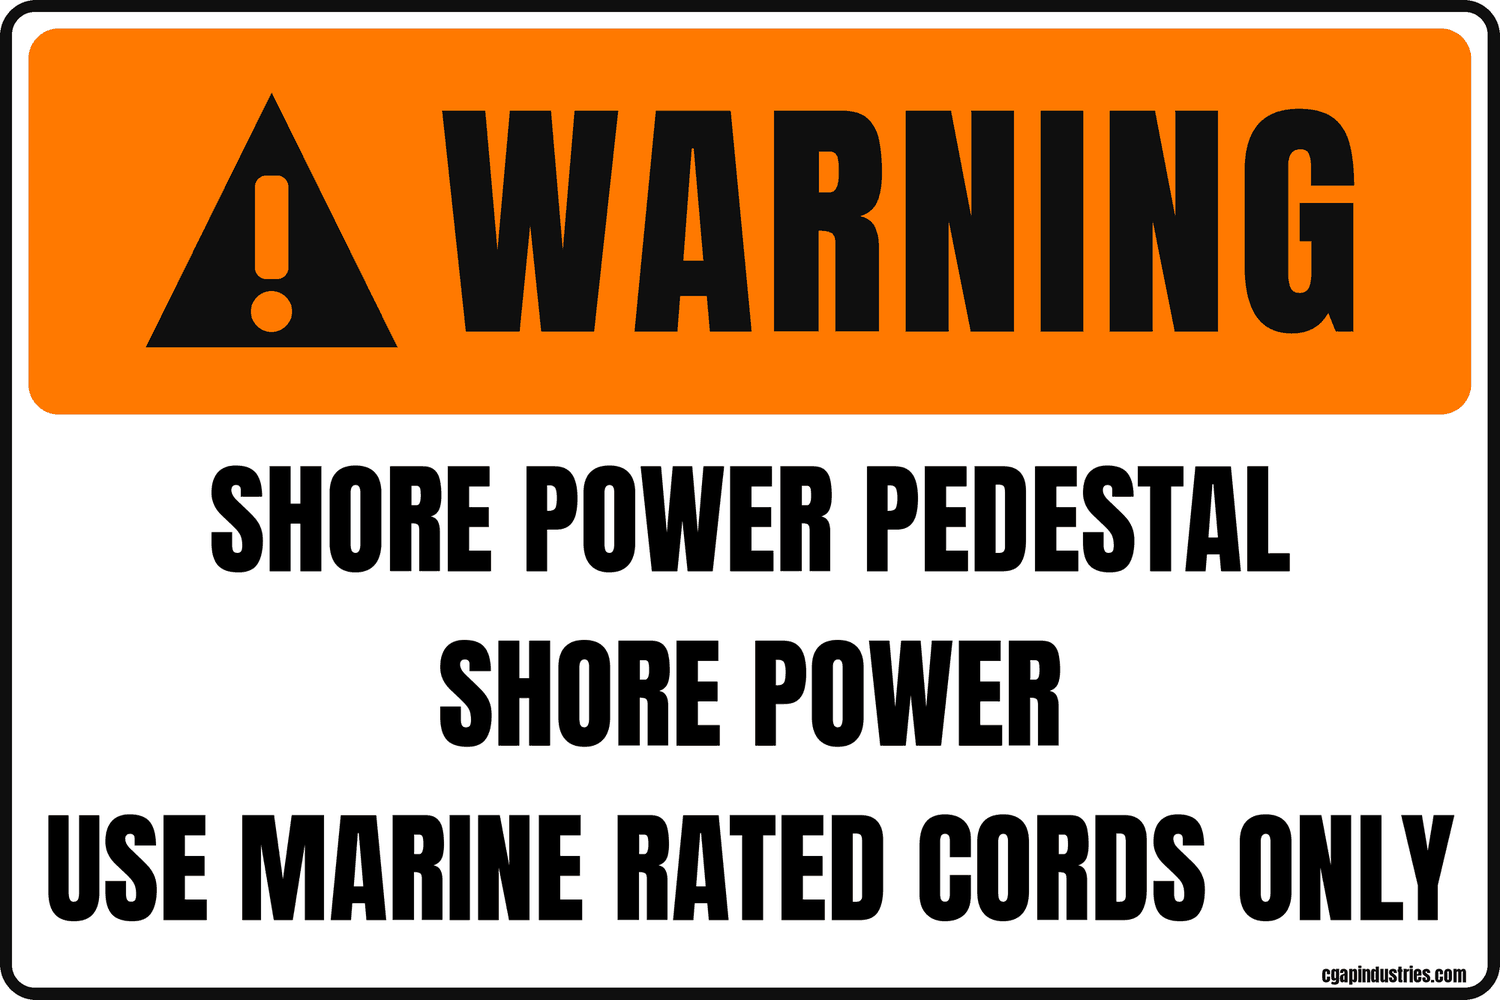 WARNING
SHORE POWER PEDESTAL
SHORE POWER
USE MARINE RATED CORDS ONLY
cgapindustries.com